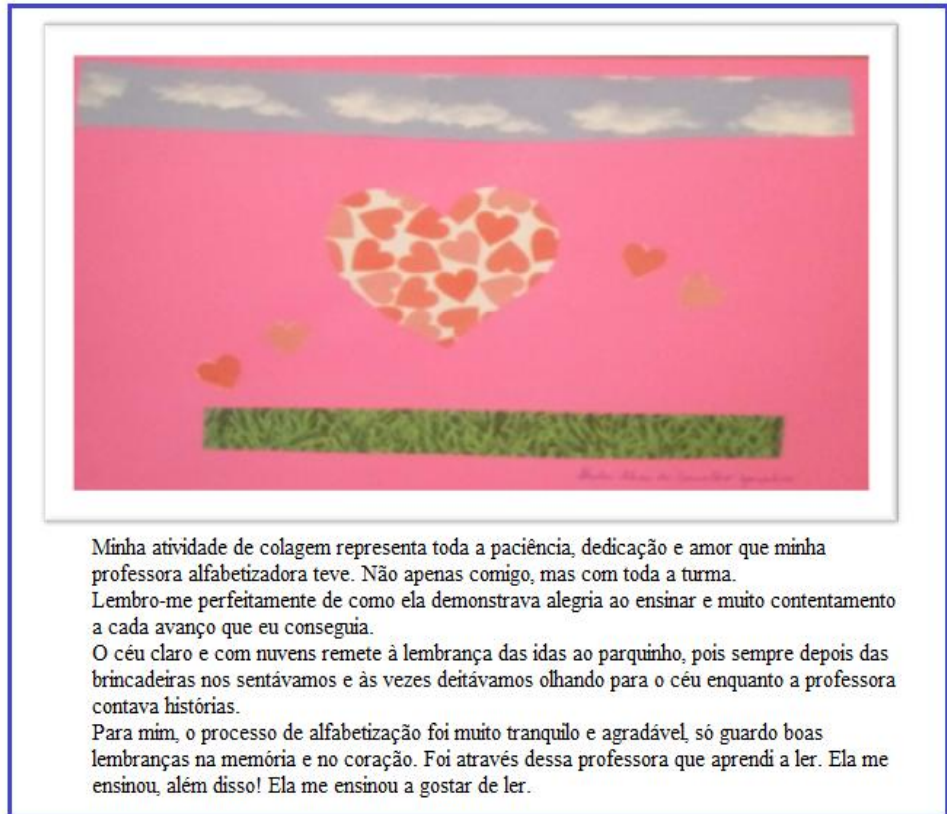 Minha atividade de colagem representa toda a paciência, dedicação e amor que minha
professora alfabetizadora teve. Não apenas comigo, mas com toda a turma.
Lembro-me perfeitamente de como ela demonstrava alegria ao ensinar e muito contentamento
a cada avanço que eu conseguia.
O céu claro e com nuvens remete à lembrança das idas ao parquinho, pois sempre depois das
brincadeiras nos sentávamos e às vezes deitávamos olhando para o céu enquanto a professora
contava histórias.
Para mim, o processo de alfabetização foi muito tranquilo e agradável, só guardo boas
lembranças na memória e no coração. Foi através dessa professora que aprendi a ler. Ela me
ensinou, além disso! Ela me ensinou a gostar de ler.